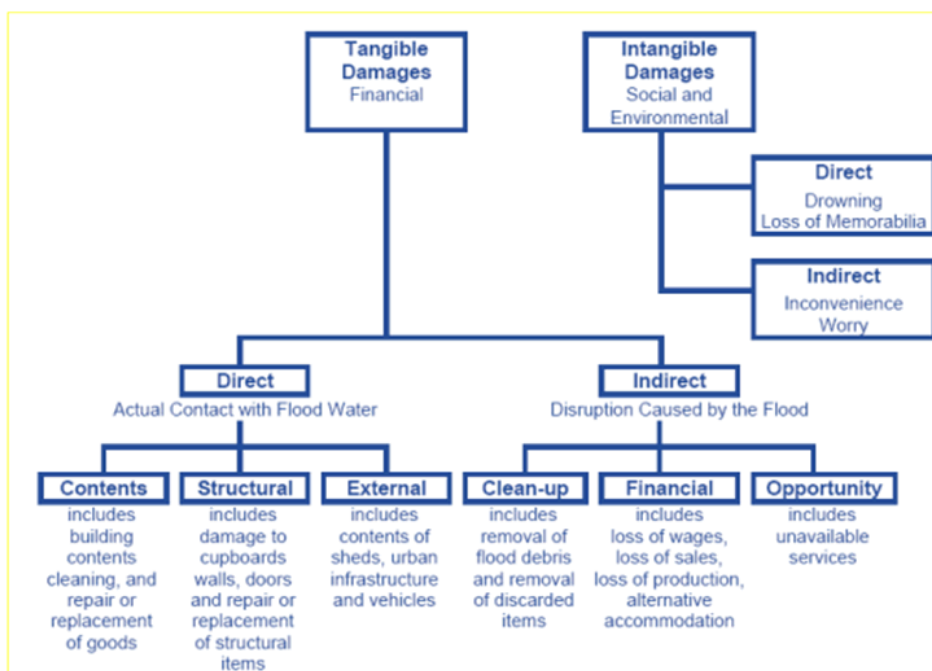 Tangible
Damages
Financial
Intangible
Damages
Social and
Environmental
Direct
Drowning
Loss of Memorabilia
Indirect
Inconvenience
Worry
Direct
Actual Contact with Flood Water
Indirect
Disruption Caused by the Flood
Contents
includes
building
contents
cleaning, and
repair or
replacement
of goods
Structural
includes
damage to
cupboards
walls, doors
and repair or
replacement
of structural
items
External
includes
contents of
sheds, urban
infrastructure
and vehicles
Clean-up
includes
removal of
flood debris
and removal
of discarded
items
Financial
includes
loss of wages,
loss of sales,
loss of production,
alternative
accommodation
Opportunity
includes
unavailable
services